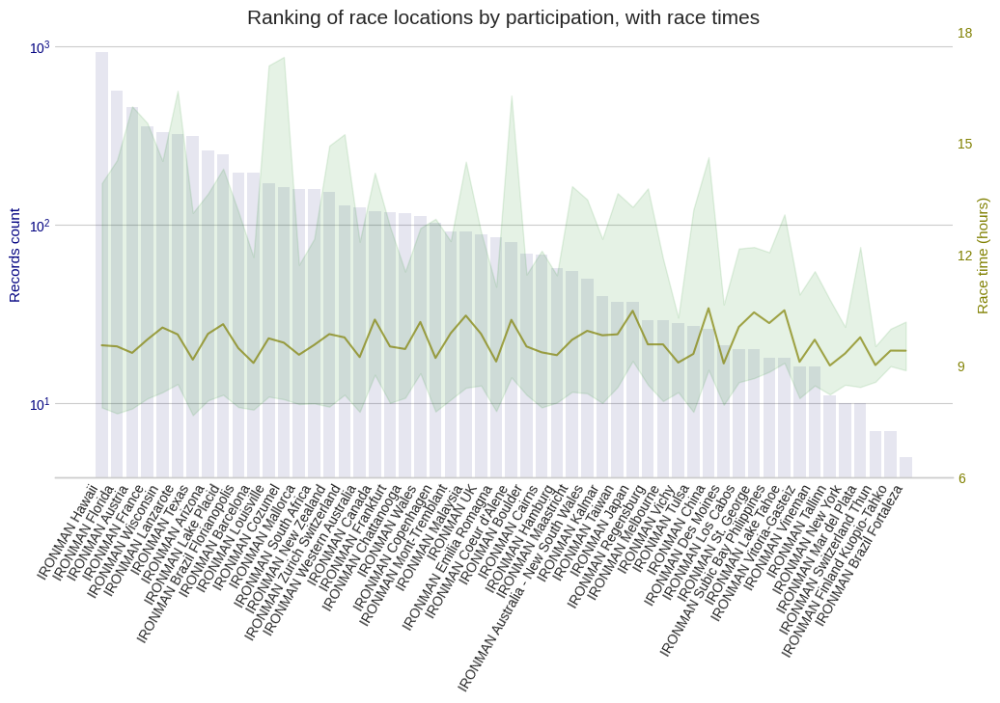 Ranking of race locations by participation, with race times
Records count
10³
10²
10¹
18
15
12
9
6
Race time (hours)
IRONMAN Hawaii
IRONMAN Florida
IRONMAN Austria
IRONMAN France
IRONMAN Wisconsin
IRONMAN Lanzarote
IRONMAN Texas
IRONMAN Arizona
IRONMAN Lake Placid
IRONMAN Brazil Florianopolis
IRONMAN Barcelona
IRONMAN Louisville
IRONMAN Cozumel
IRONMAN Mallorca
IRONMAN South Africa
IRONMAN New Zealand
IRONMAN Zurich Switzerland
IRONMAN Western Australia
IRONMAN Canada
IRONMAN Frankfurt
IRONMAN Chattanooga
IRONMAN Wales
IRONMAN Copenhagen
IRONMAN Mont-Tremblant
IRONMAN Malaysia
IRONMAN UK
IRONMAN Emilia Romagna
IRONMAN Coeur d'Alene
IRONMAN Boulder
IRONMAN Cairns
IRONMAN Hamburg
IRONMAN Maastricht
IRONMAN Australia - New South Wales
IRONMAN Kalmar
IRONMAN Taiwan
IRONMAN Japan
IRONMAN Regensburg
IRONMAN Melbourne
IRONMAN Vichy
IRONMAN Tulsa
IRONMAN China
IRONMAN Des Moines
IRONMAN Los Cabos
IRONMAN St. George
IRONMAN Subic Bay Philippines
IRONMAN Lake Tahoe
IRONMAN Vitoria-Gasteiz
IRONMAN Vineman
IRONMAN Tallinn
IRONMAN New York
IRONMAN Mar del Plata
IRONMAN Switzerland Thun
IRONMAN Finland Kuopio-Tahko
IRONMAN Brazil Fortaleza